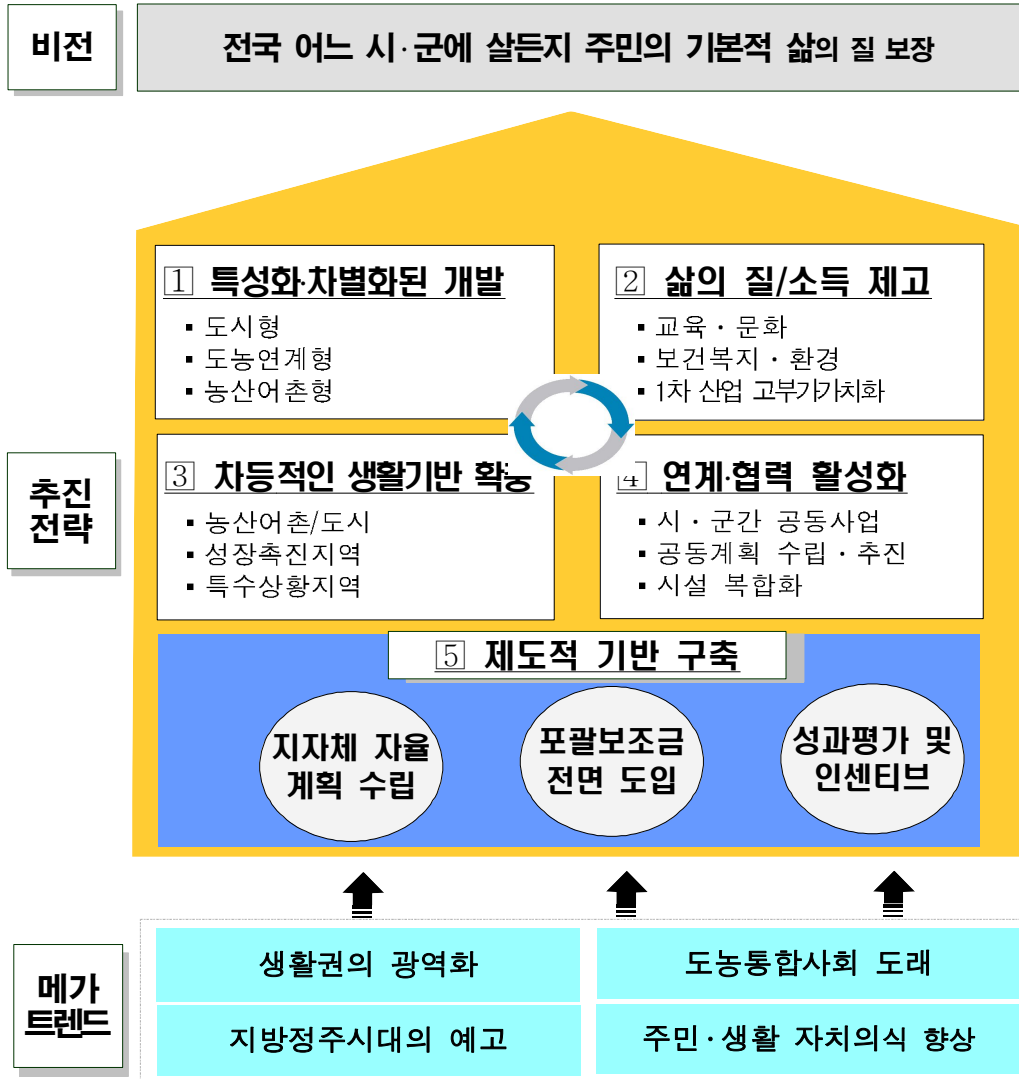 비전
전국 어느 시·군에 살든지 주민의 기본적 삶의 질 보장
추진
전략
1 특성화·차별화된 개발
▪ 도시형
▪ 도농연계형
▪ 농산어촌형
2 삶의 질/소득 제고
▪ 교육·문화
▪ 보건복지·환경
▪ 1차 산업 고부가가치화
3 차등적인 생활기반 확충
▪ 농산어촌/도시
▪ 성장촉진지역
▪ 특수상황지역
4 연계·협력 활성화
▪ 시·군간 공동사업
▪ 공동계획 수립·추진
▪ 시설 복합화
5 제도적 기반 구축
지자체 자율
계획 수립
포괄보조금
전면 도입
성과평가 및
인센티브
메가
트렌드
생활권의 광역화
도농통합사회 도래
지방정주시대의 예고
주민·생활 자치의식 향상